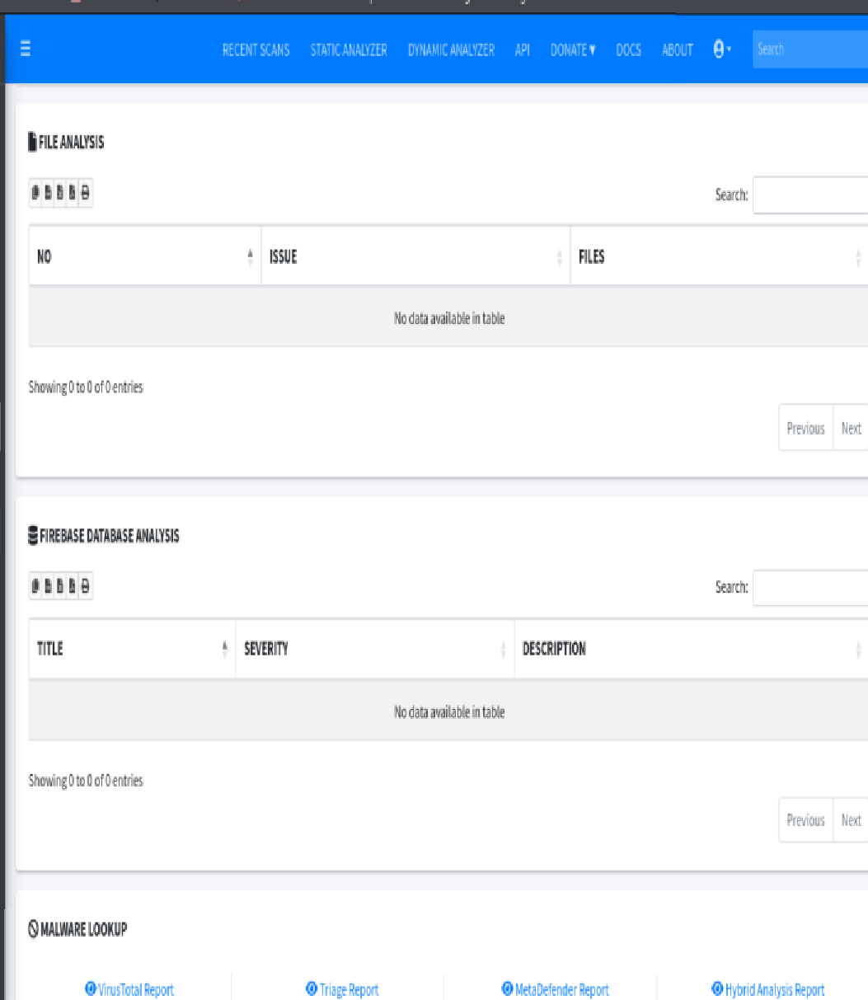 RECENT SCANS STATIC ANALYZER DYNAMIC ANALYZER API DONATE ♥ DOCS ABOUT Search
FILE ANALYSIS
Search:
NO ISSUE FILES
No data available in table
Showing 0 to 0 of 0 entries
Previous Next
FIREBASE DATABASE ANALYSIS
Search:
TITLE SEVERITY DESCRIPTION
No data available in table
Showing 0 to 0 of 0 entries
Previous Next
MALWARE LOOKUP
VirusTotal Report Triage Report MetaDefender Report Hybrid Analysis Report